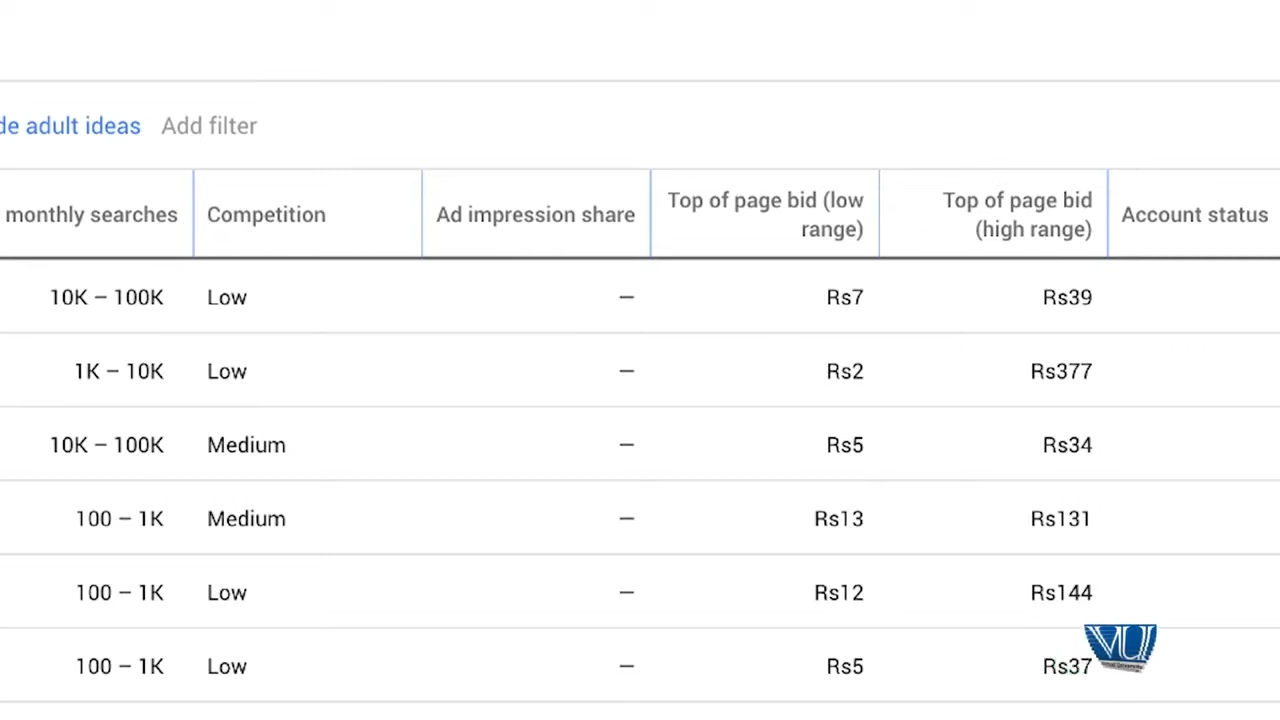 de adult ideas Add filter
monthly searches Competition Ad impression share Top of page bid (low range) Top of page bid (high range) Account status
10K – 100K Low – Rs7 Rs39
1K – 10K Low – Rs2 Rs377
10K – 100K Medium – Rs5 Rs34
100 – 1K Medium – Rs13 Rs131
100 – 1K Low – Rs12 Rs144
100 – 1K Low – Rs5 Rs37
VU